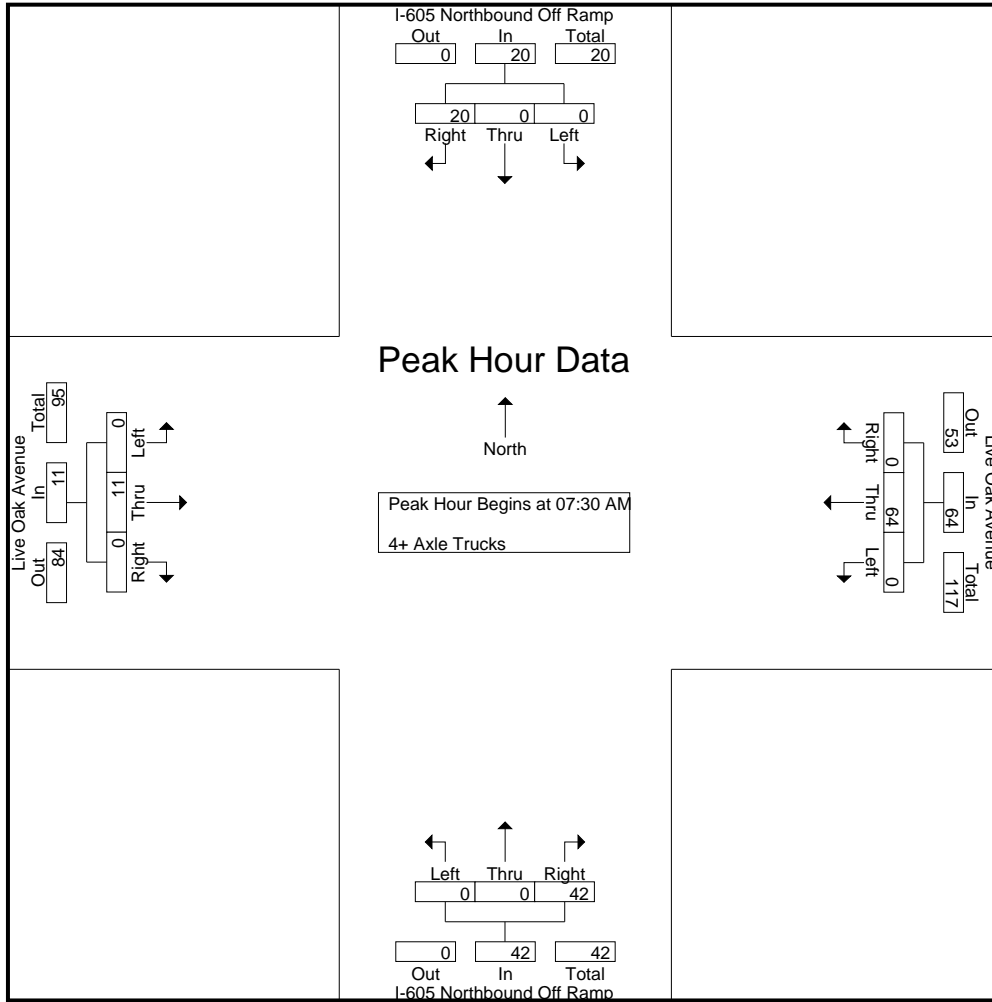 I-605 Northbound Off Ramp
Out In Total
0 20 20
20 0 0
Right Thru Left
Peak Hour Data
North
Peak Hour Begins at 07:30 AM
4+ Axle Trucks
Live Oak Avenue
Total In Out
95 11 84
0 11 0
Left Thru Right
Live Oak Avenue
Out In Total
53 64 117
0 64 0
Right Thru Left
Left Thru Right
0 0 42
0 42 42
Out In Total
I-605 Northbound Off Ramp